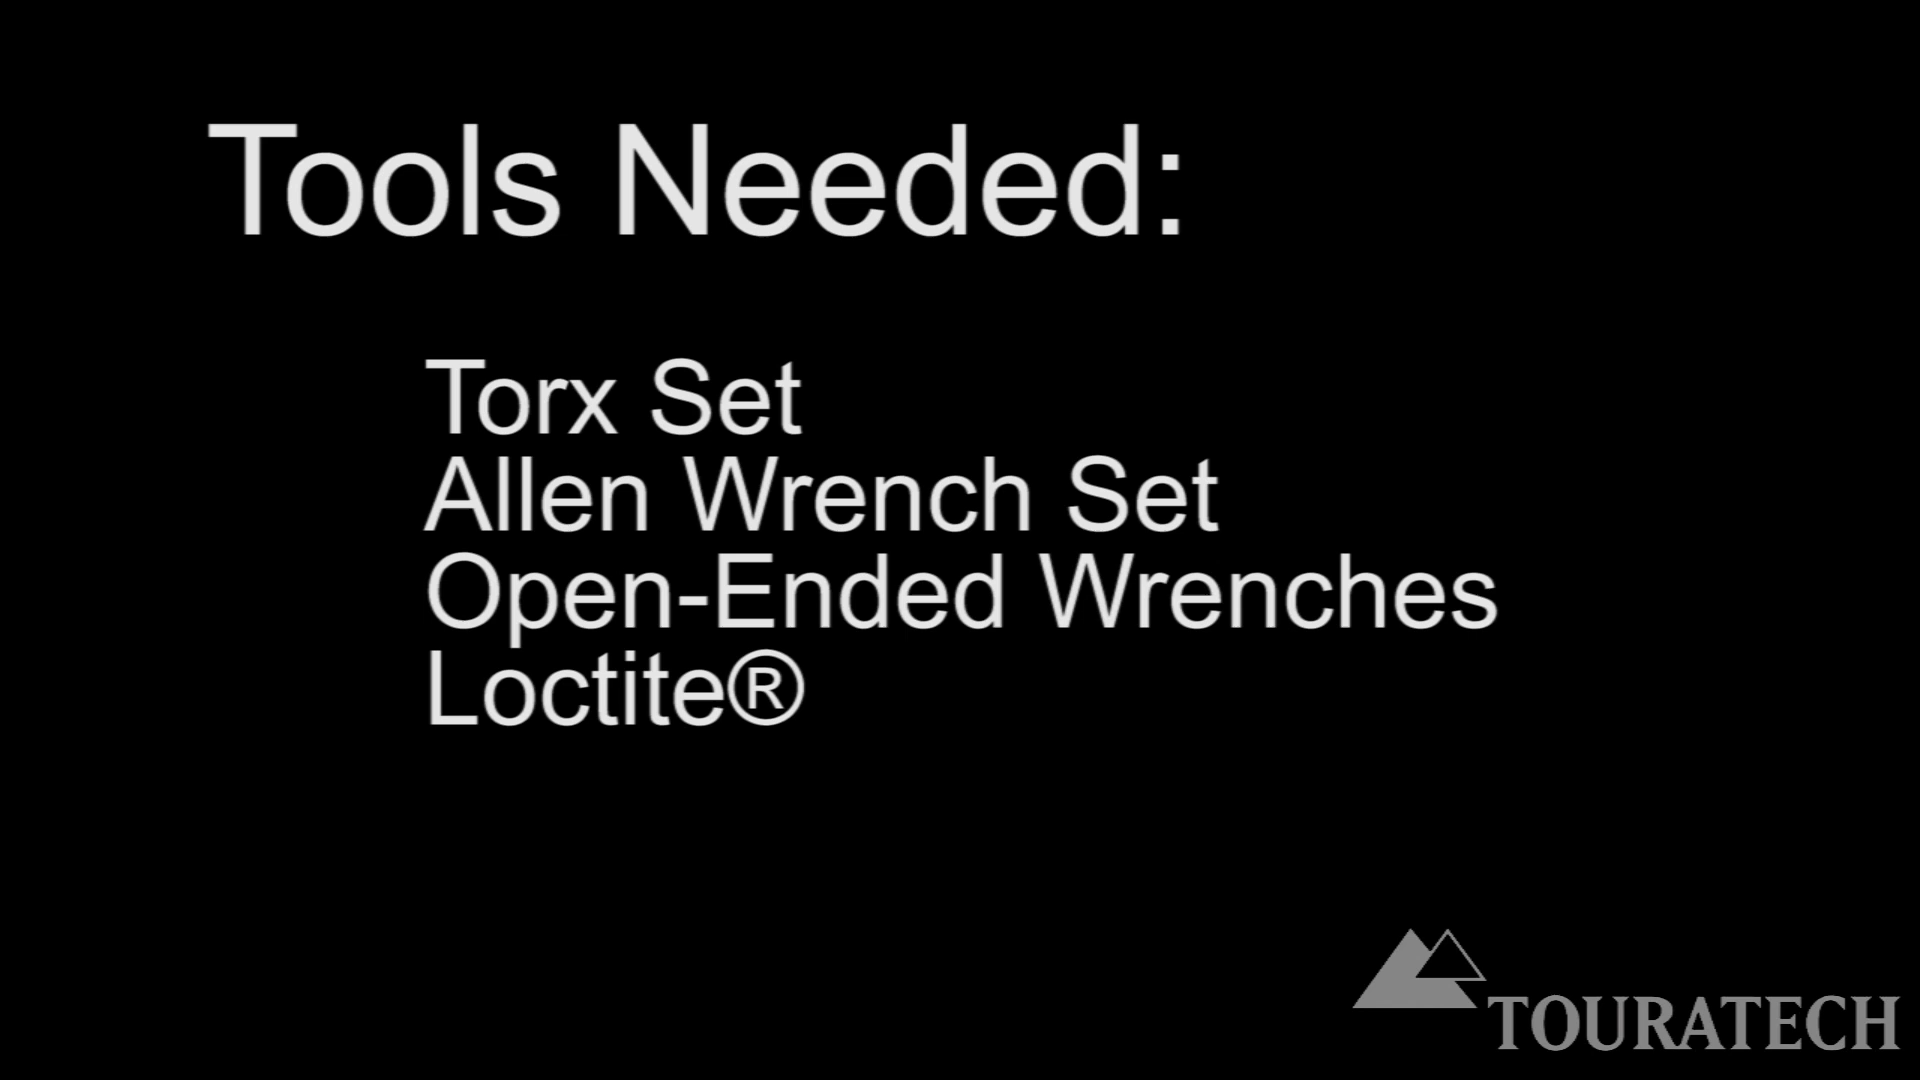 Tools Needed:
Torx Set
Allen Wrench Set
Open-Ended Wrenches
Loctite®
TOURATECH